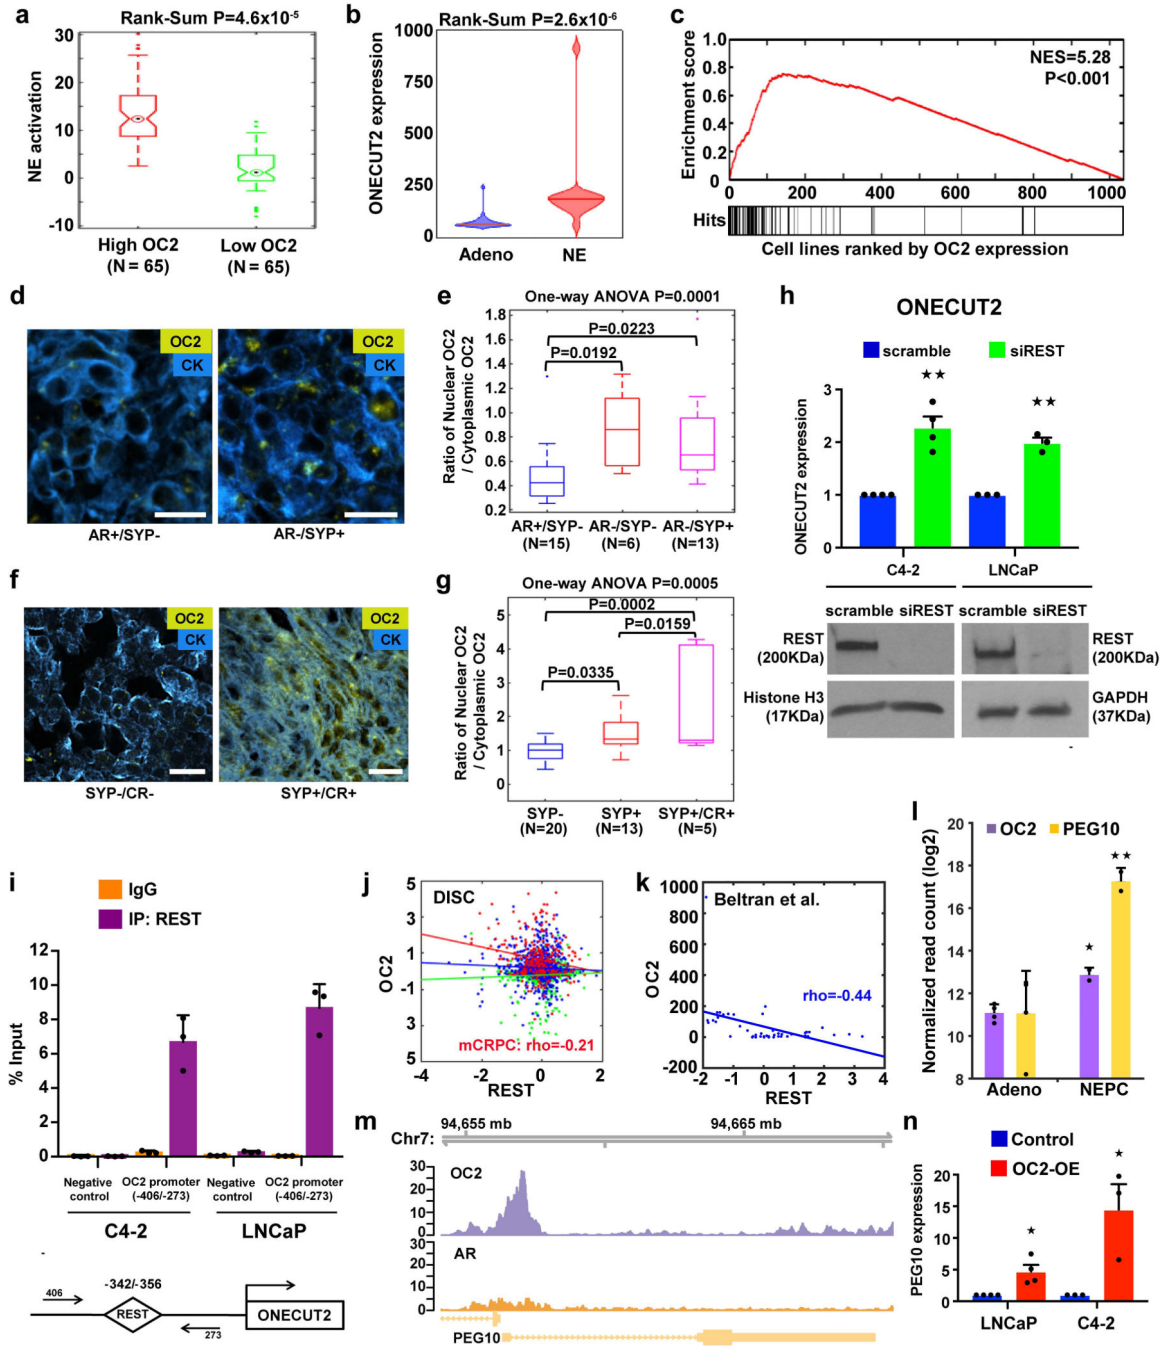 a
Rank-Sum P=4.6x10-5
NE activation
30
20
10
0
-10
High OC2
(N = 65)
Low OC2
(N = 65)
b
Rank-Sum P=2.6x10-6
ONECUT2 expression
1000
750
500
250
0
Adeno
NE
c
Enrichment score
1.0
0.8
0.6
0.4
0.2
0
NES=5.28
P<0.001
0
200
400
600
800
1000
Hits
Cell lines ranked by OC2 expression
d
OC2
CK
OC2
CK
AR+/SYP-
AR-/SYP+
e
One-way ANOVA P=0.0001
Ratio of Nuclear OC2
/ Cytoplasmic OC2
1.8
1.6
1.4
1.2
1.0
0.8
0.6
0.4
0.2
P=0.0223
P=0.0192
AR+/SYP-
(N=15)
AR-/SYP-
(N=6)
AR-/SYP+
(N=13)
f
OC2
CK
OC2
CK
SYP-/CR-
SYP+/CR+
g
One-way ANOVA P=0.0005
Ratio of Nuclear OC2
/ Cytoplasmic OC2
5
4
3
2
1
0
P=0.0002
P=0.0159
P=0.0335
SYP-
(N=20)
SYP+
(N=13)
SYP+/CR+
(N=5)
h
ONECUT2
scramble
siREST
ONECUT2 expression
3
2
1
0
★★
★★
C4-2
LNCaP
scramble siREST
scramble siREST
REST
(200KDa)
REST
(200KDa)
Histone H3
(17KDa)
GAPDH
(37KDa)
i
IgG
IP: REST
% Input
12
10
8
6
4
2
0
Negative
control
OC2 promoter
(-406/-273)
Negative
control
OC2 promoter
(-406/-273)
C4-2
LNCaP
406
-342/-356
REST
273
ONECUT2
j
DISC
OC2
5
3
1
-1
3
5
mCRPC: rho=-0.21
-4
-2
0
2
REST
k
Beltran et al.
OC2
1000
800
600
400
200
0
-200
rho=-0.44
-2
-1
0
1
2
3
4
REST
l
Normalized read count (log2)
OC2
PEG10
20
18
16
14
12
10
8
★
★★
Adeno
NEPC
m
Chr7:
94,655 mb
94,665 mb
30
20
10
0
OC2
30
20
10
0
AR
PEG10
n
Control
OC2-OE
PEG10 expression
20
15
10
5
0
★
★
LNCaP
C4-2